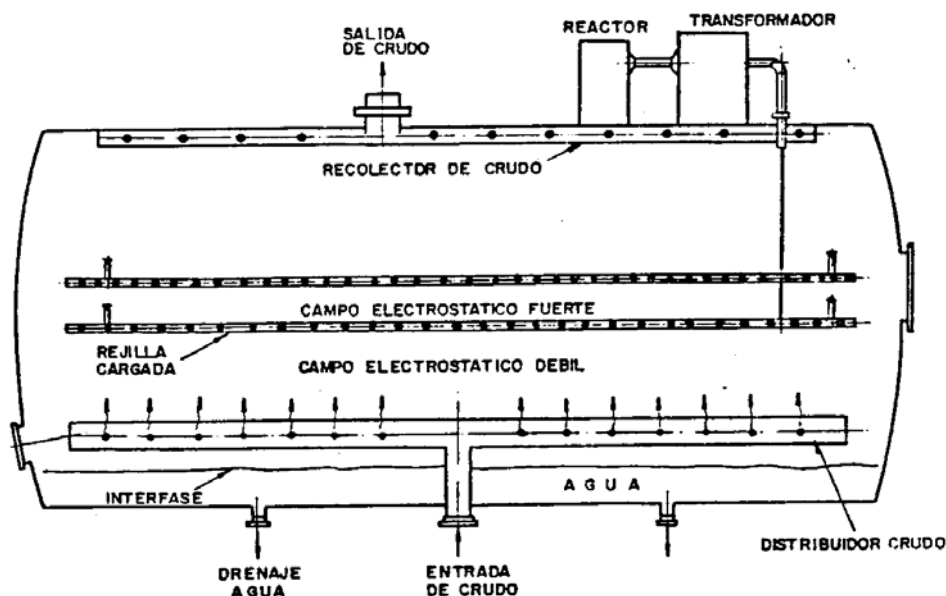 SALIDA
DE CRUDO
REACTOR
TRANSFORMADOR
RECOLECTOR DE CRUDO
CAMPO ELECTROSTATICO FUERTE
REJILLA
CARGADA
CAMPO ELECTROSTATICO DEBIL
INTERFASE
AGUA
DISTRIBUIDOR CRUDO
DRENAJE
AGUA
ENTRADA
DE CRUDO